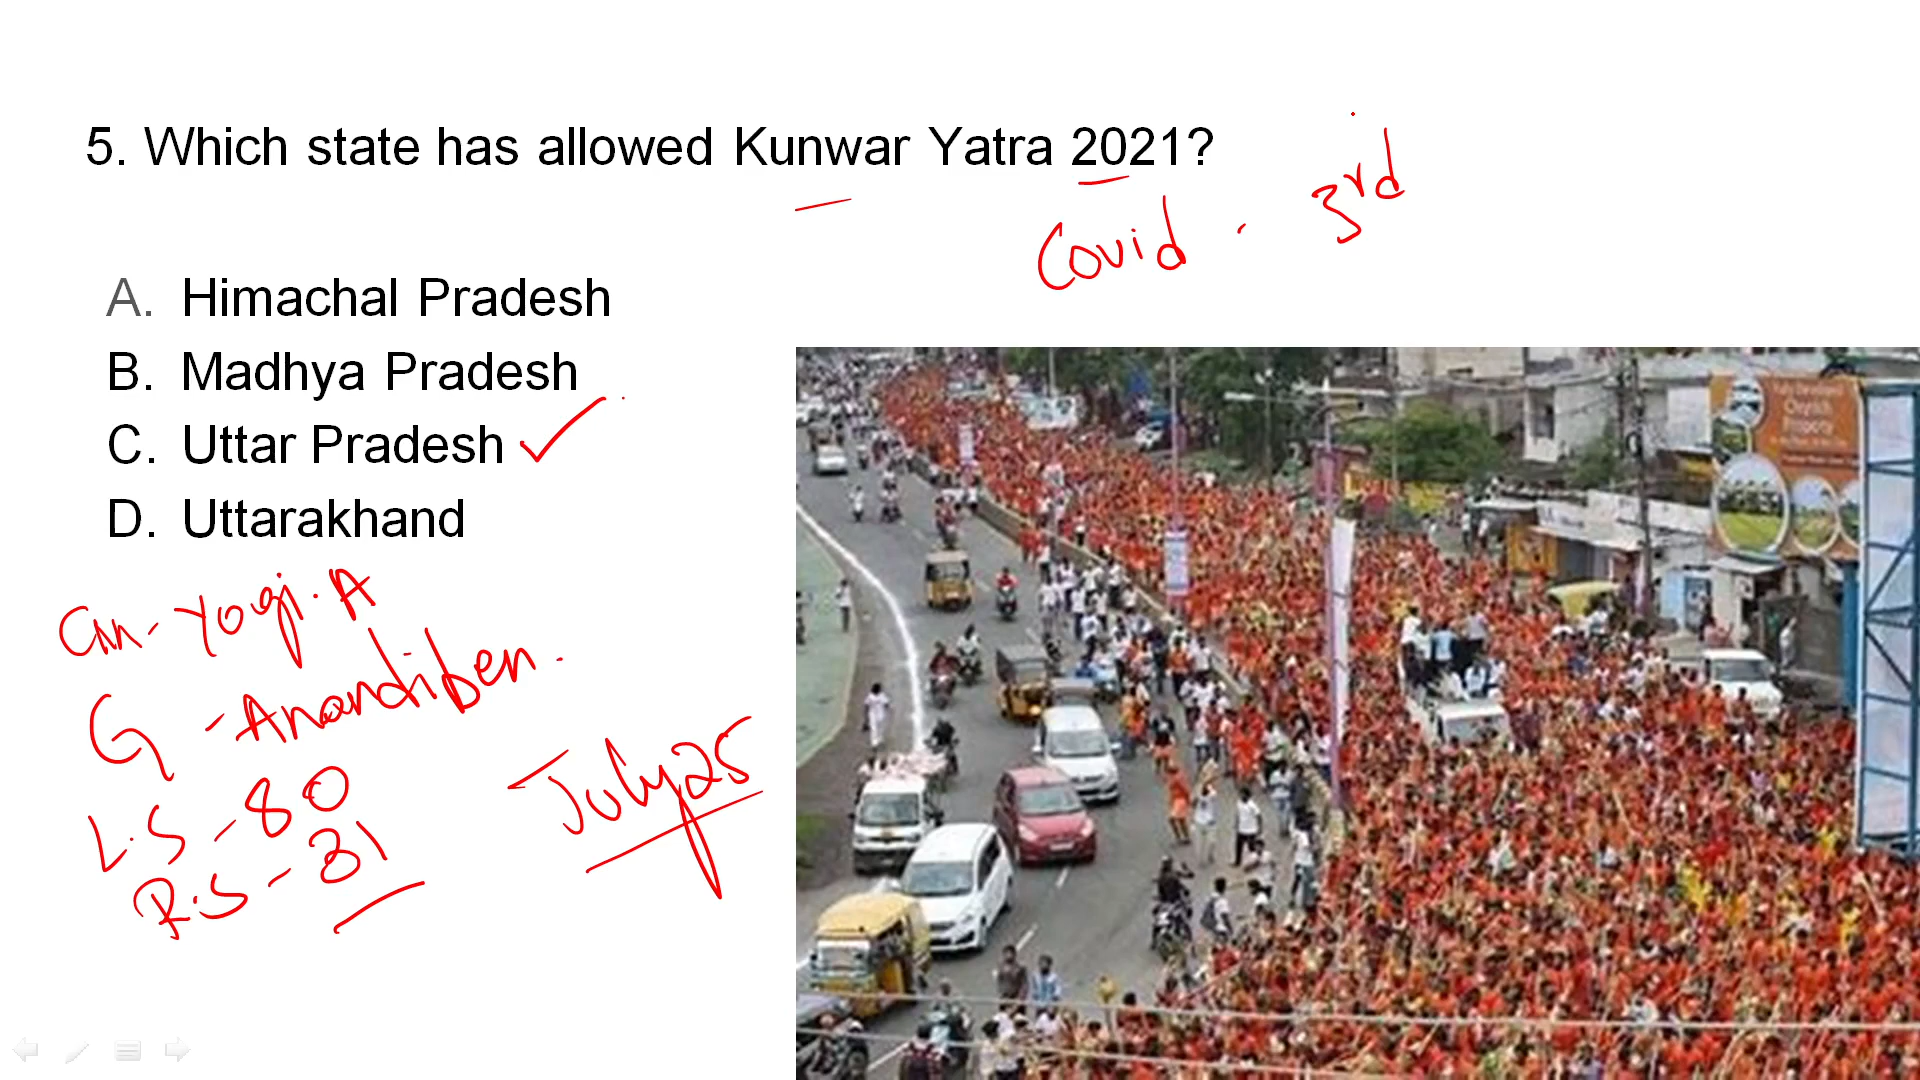 5. Which state has allowed Kunwar Yatra 2021?
Covid - 3rd
A. Himachal Pradesh
B. Madhya Pradesh
C. Uttar Pradesh ✓
D. Uttarakhand
Cm - Yogi. A
G - Anandiben.
July 25
L.S - 80
R.S - 31